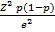 Z² p(1-p)
e²